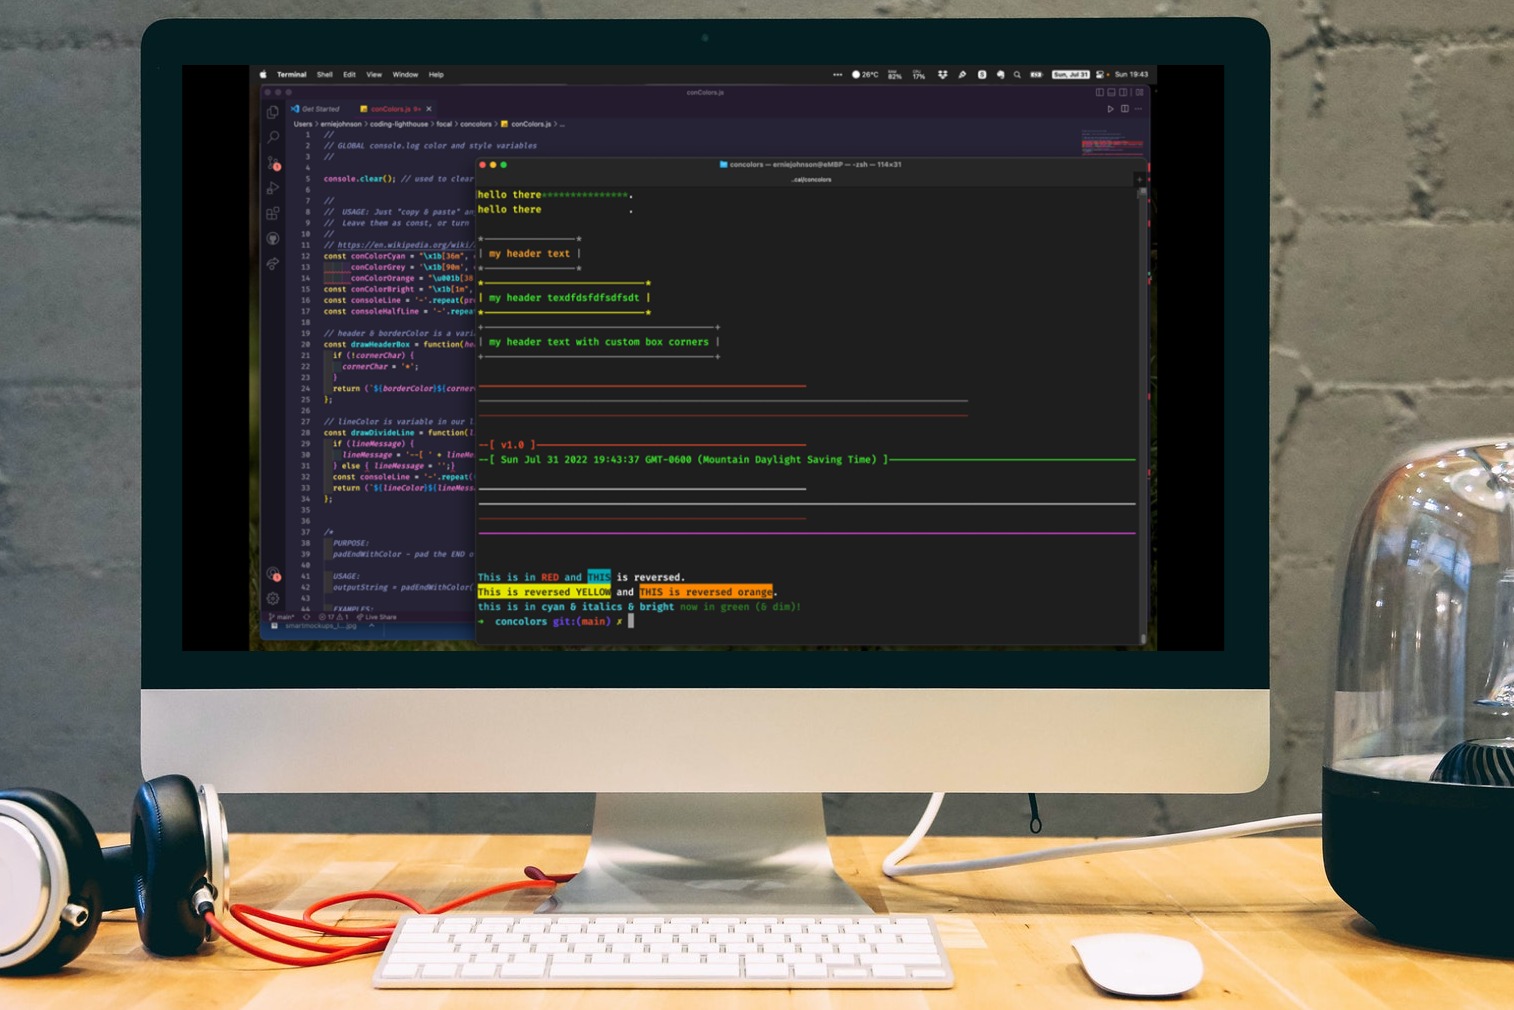 Terminal Shell Edit View Window Help
26°C 82% CPU 17% Sun, Jul 31 Sun 19:43
conColors.js
Get Started conColors.js 9+ ×
Users > erniejohnson > coding-lighthouse > focal > concolors > conColors.js > ...
1 //
2 // GLOBAL console.log color and style variables
3 //
4
5 console.clear(); // used to clear
6
7 //
8 // USAGE: Just "copy & paste" an
9 // Leave them as const, or turn
10 //
11 // https://en.wikipedia.org/wiki/
12 const conColorCyan = "\x1b[36m",
13 conColorGrey = '\x1b[90m',
14 conColorOrange = "\u001b[38
15 const conColorBright = "\x1b[1m",
16 const consoleLine = '-'.repeat(pr
17 const consoleHalfLine = '-'.repea
18
19 // header & borderColor is a vari
20 const drawHeaderBox = function(he
21 if (!cornerChar) {
22 cornerChar = '*';
23 }
24 return (`${borderColor}${corner
25 };
26
27 // lineColor is variable in our l
28 const drawDivideLine = function(l
29 if (lineMessage) {
30 lineMessage = '--[ ' + lineMe
31 } else { lineMessage = '';}
32 const consoleLine = '-'.repeat(
33 return (`${lineColor}${lineMess
34 };
35
36
37 /*
38 PURPOSE:
39 padEndWithColor - pad the END o
40
41 USAGE:
42 outputString = padEndWithColor(
43
44 EXAMPLES:
main* 17 1 Live Share
smartmockups_l....jpg
concolors — erniejohnson@eMBP — -zsh — 114×31
..cal/concolors
hello there***************.
hello there .
*————————*
| my header text |
*————————*
*————————*
| my header texdfdsfdfsdfsdt |
*————————*
+————————+
| my header text with custom box corners |
+————————+
--[ v1.0 ]————————
--[ Sun Jul 31 2022 19:43:37 GMT-0600 (Mountain Daylight Saving Time) ]————————
This is in RED and THIS is reversed.
This is reversed YELLOW and THIS is reversed orange.
this is in cyan & italics & bright now in green (& dim)!
➜ concolors git:(main) ✗